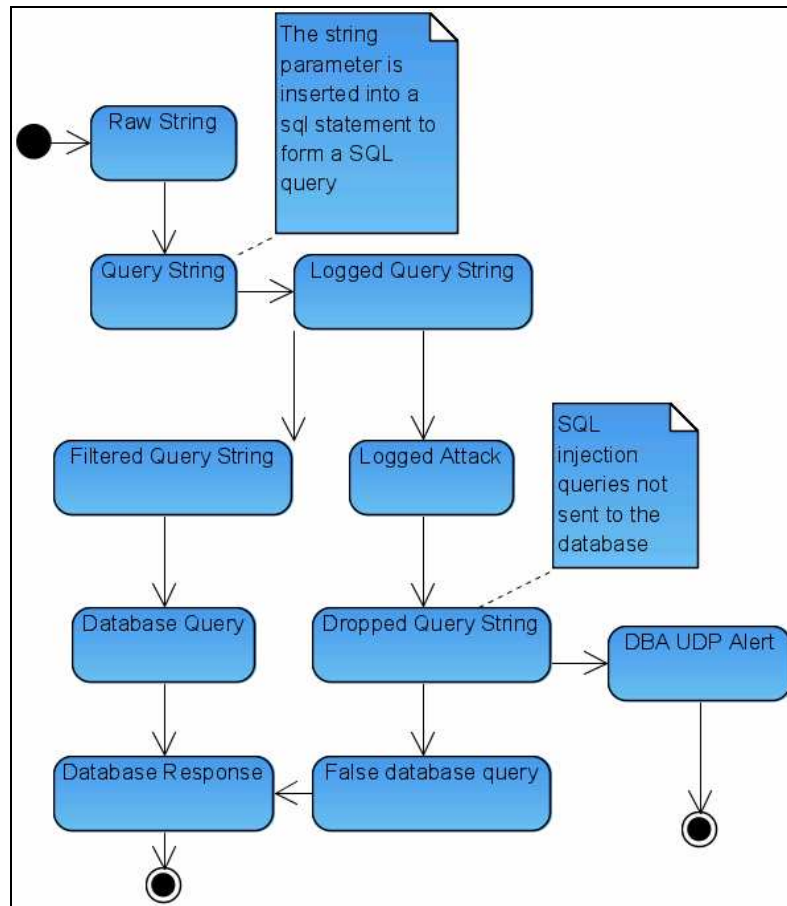 The string
parameter is
inserted into a
sql statement to
form a SQL
query
Raw String
Query String
Logged Query String
SQL
injection
queries not
sent to the
database
Filtered Query String
Logged Attack
Database Query
Dropped Query String
DBA UDP Alert
Database Response
False database query